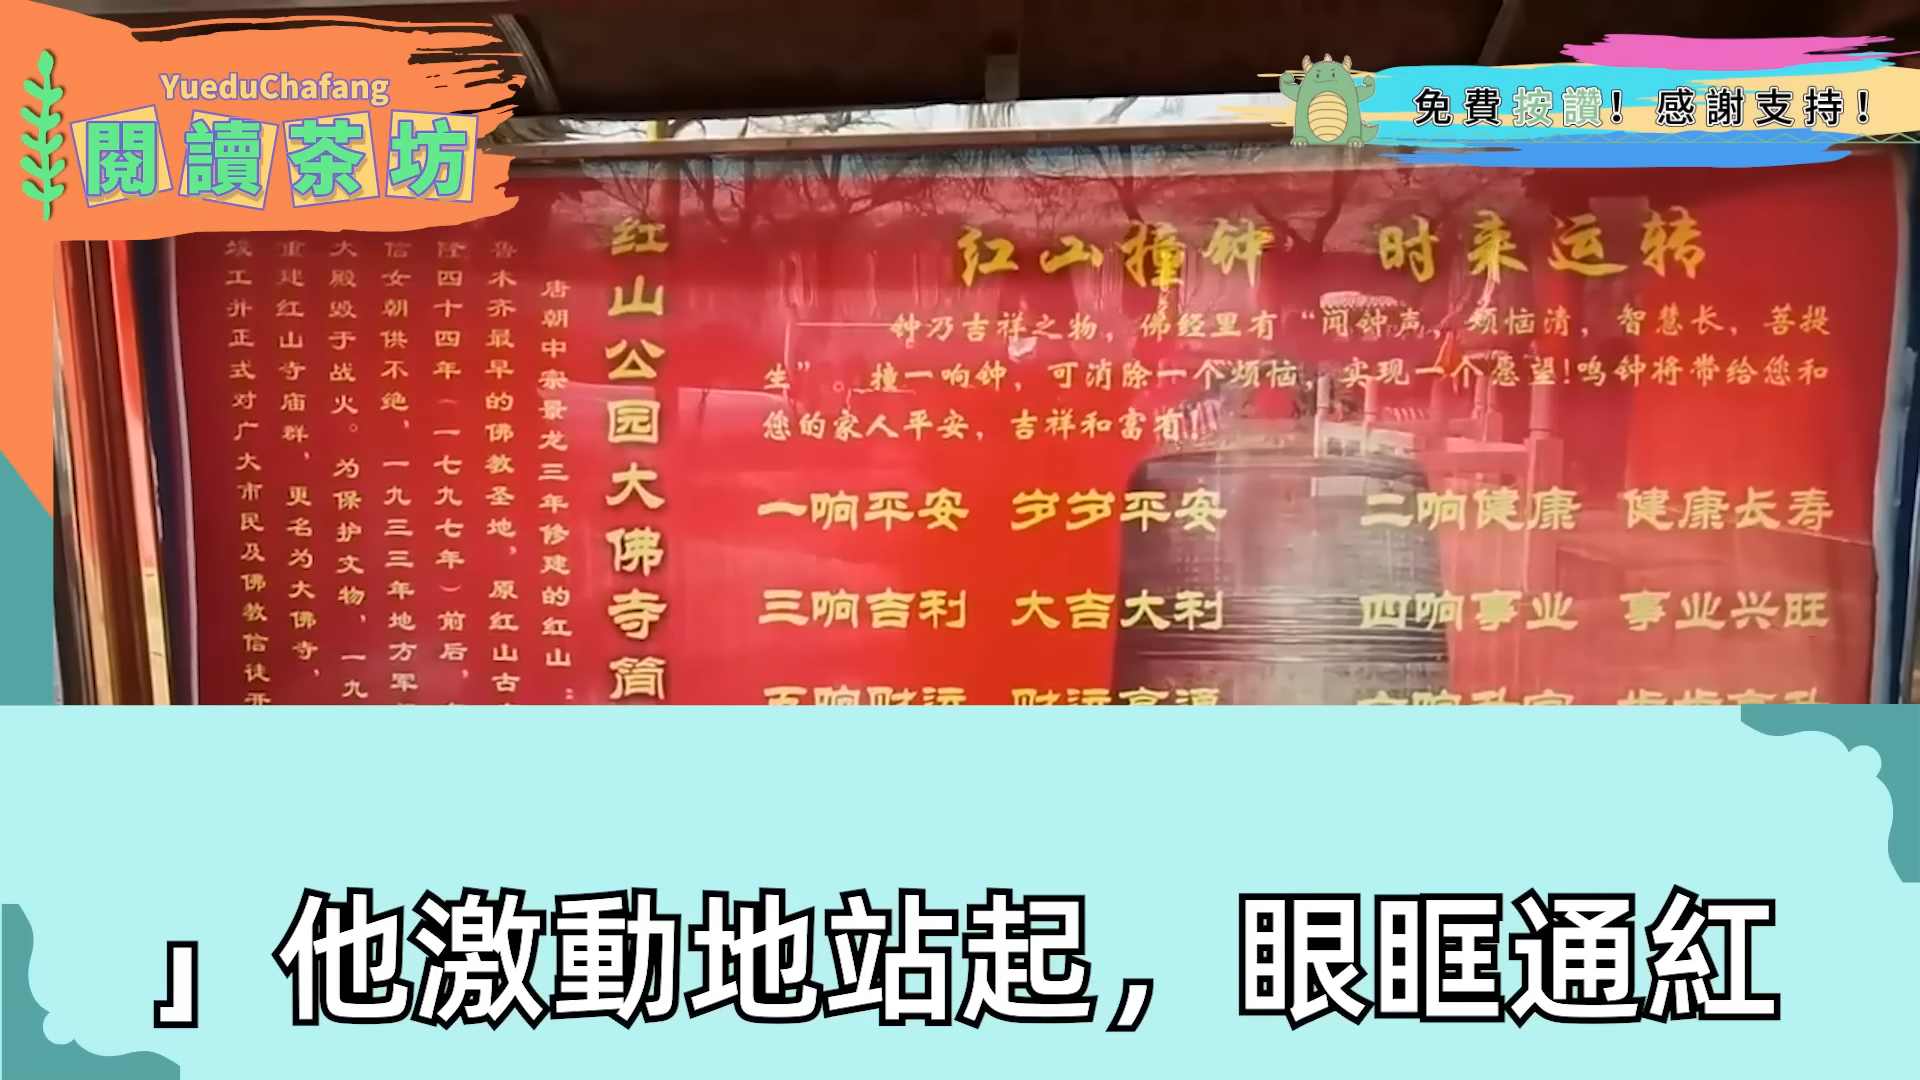 YueduChafang
閱讀茶坊
免費按讚！感謝支持！
红山撞钟 时来运转
钟乃吉祥之物，佛经里有“闻钟声，烦恼清，智慧长，菩提
生”。撞一响钟，可消除一个烦恼，实现一个愿望!鸣钟将带给您和
您的家人平安，吉祥和富有!
一响平安 岁岁平安 二响健康 健康长寿
三响吉利 大吉大利 四响事业 事业兴旺
红山公园大佛寺简
唐朝中宗景龙三年修建的红山
鲁木齐最早的佛教圣地，原红山古
隆四十四年（一七九七年）前后，
信女朝供不绝，一九三三年地方军
大殿毁于战火。为保护文物，一九
重建红山寺庙群，更名为大佛寺，
竣工并正式对广大市民及佛教信徒开
」他激動地站起，眼眶通紅